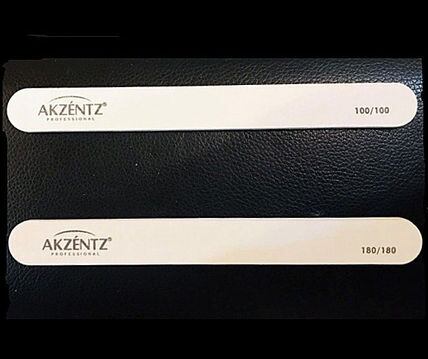 AKZÉNTZ®
PROFESSIONAL
100/100
AKZÉNTZ®
PROFESSIONAL
180/180